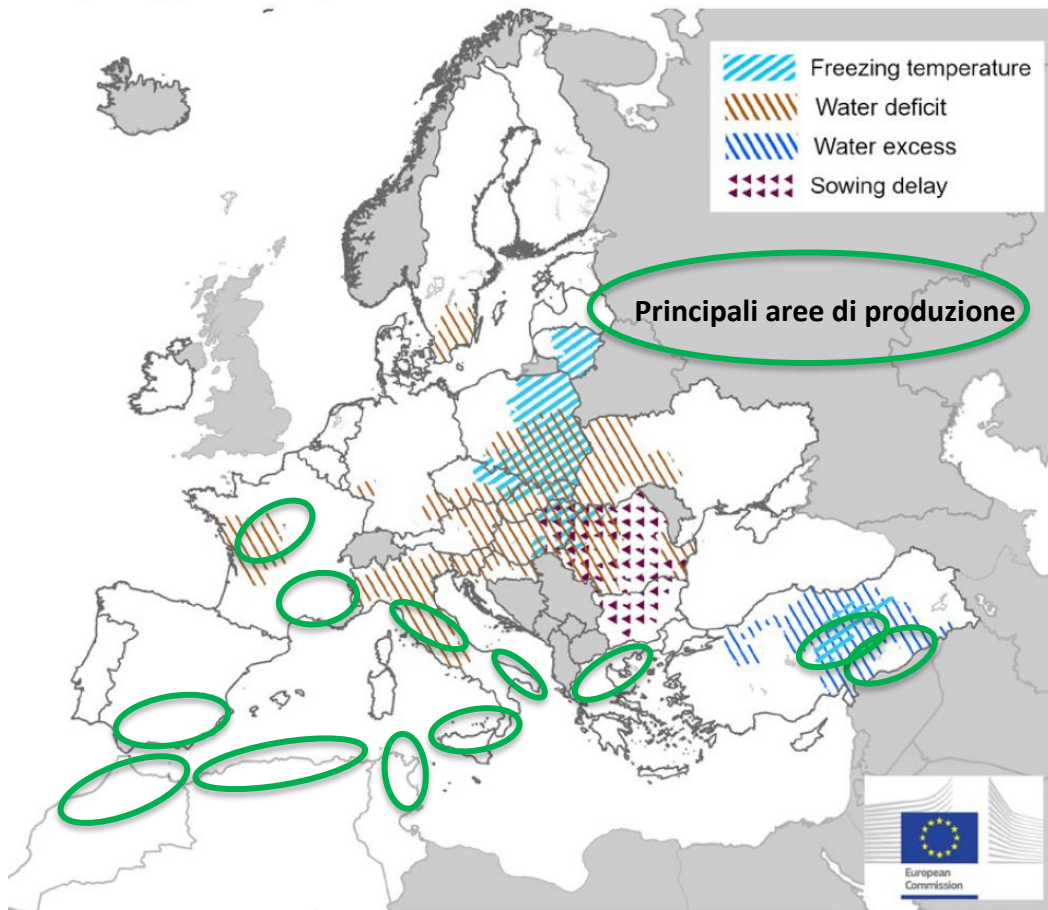 Freezing temperature
Water deficit
Water excess
Sowing delay
Principali aree di produzione
European
Commission